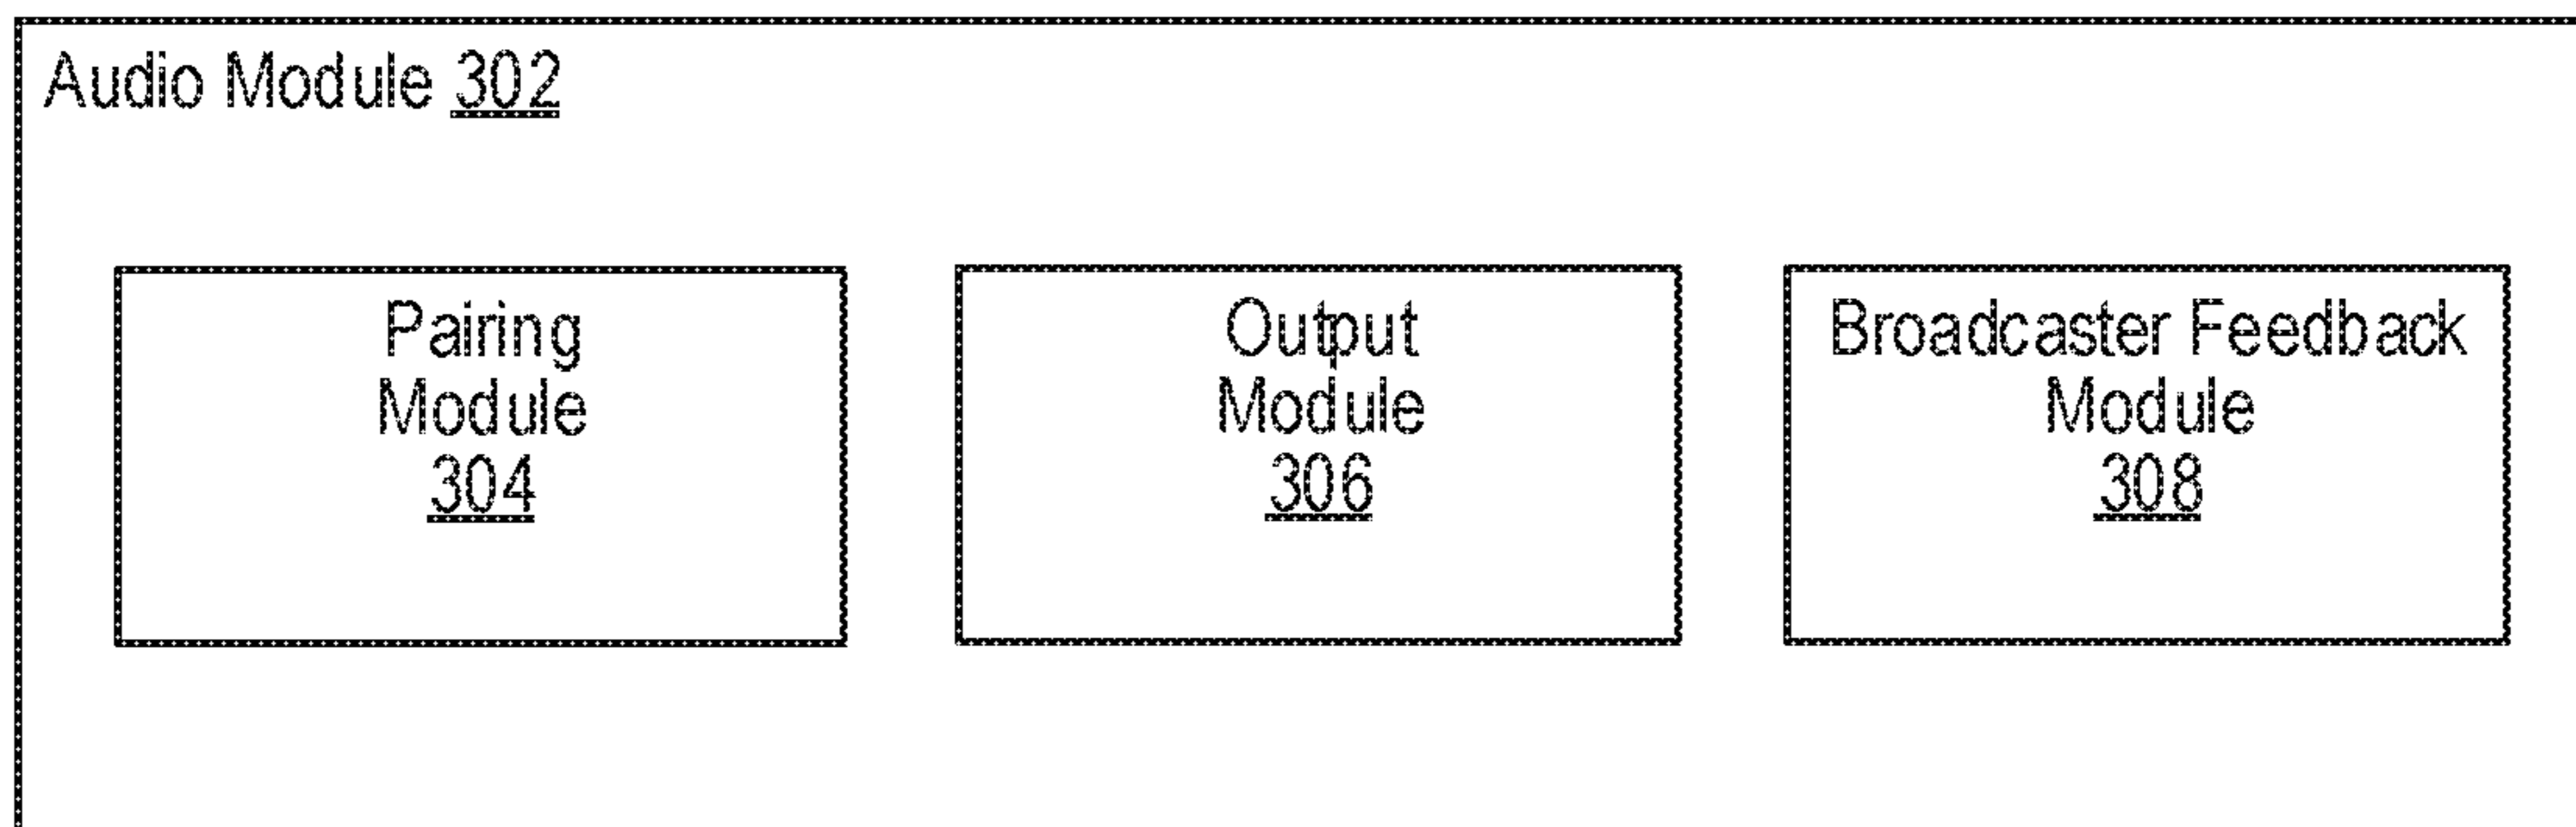 Audio Module 302
Pairing
Module
304
Output
Module
306
Broadcaster Feedback
Module
308